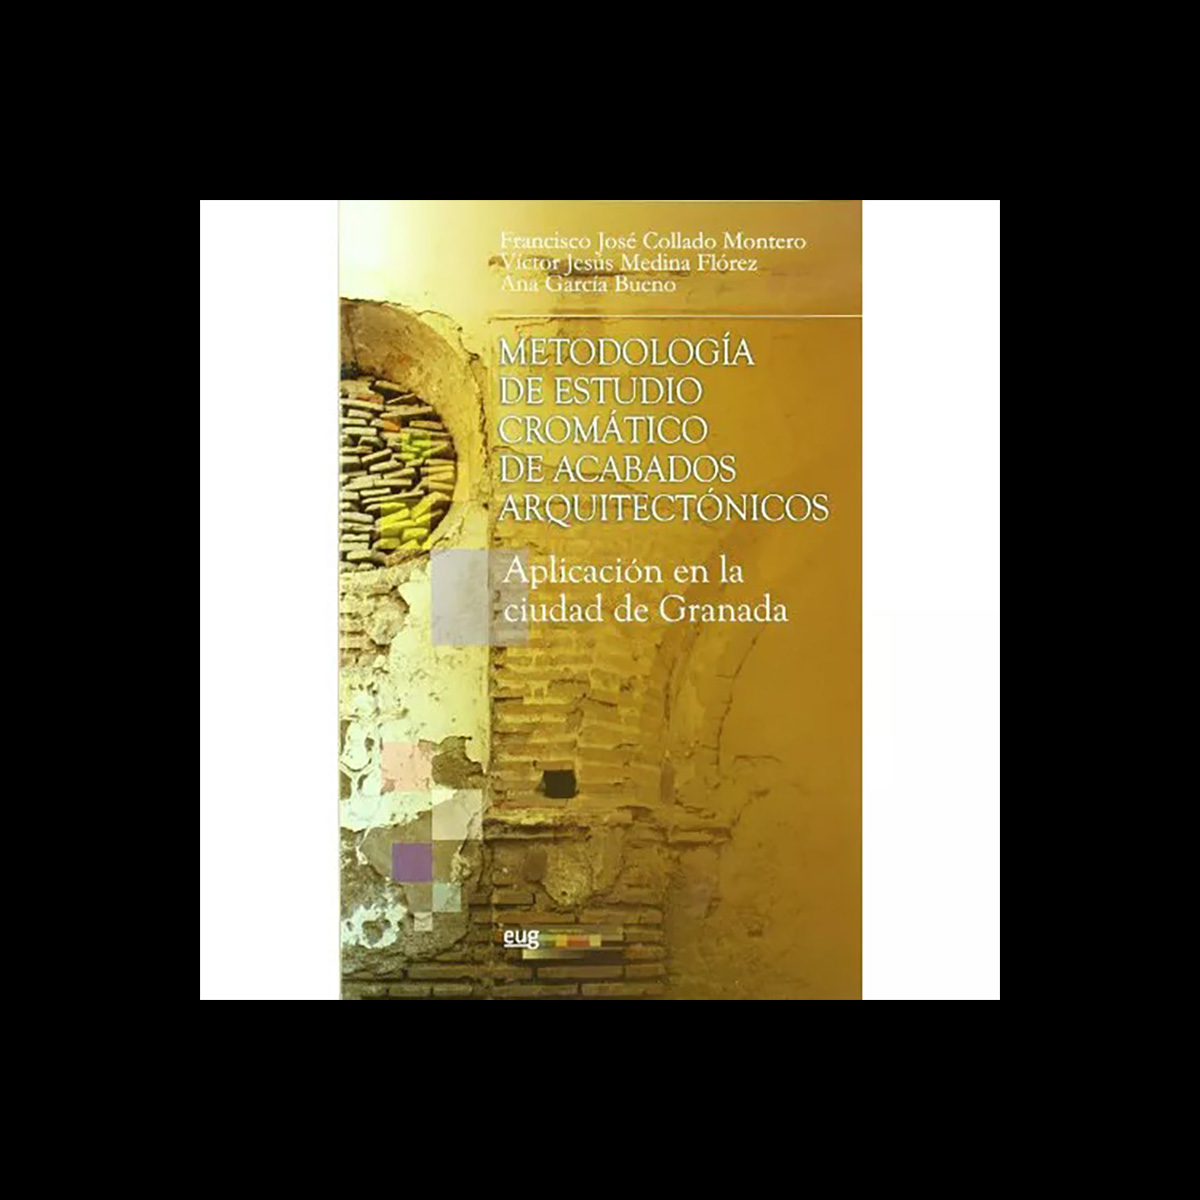 Francisco José Collado Montero
Víctor Jesús Medina Flórez
Ana García Bueno
METODOLOGÍA
DE ESTUDIO
CROMÁTICO
DE ACABADOS
ARQUITECTÓNICOS
Aplicación en la
ciudad de Granada
eug